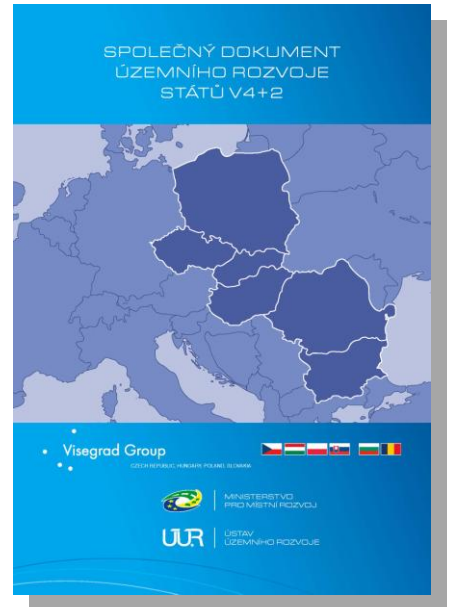 SPOLEČNÝ DOKUMENT
ÚZEMNÍHO ROZVOJE
STÁTŮ V4+2
Visegrad Group
CZECH REPUBLIC, HUNGARY, POLAND, SLOVAKIA
MINISTERSTVO
PRO MÍSTNÍ ROZVOJ
UUR
ÚSTAV
ÚZEMNÍHO ROZVOJE